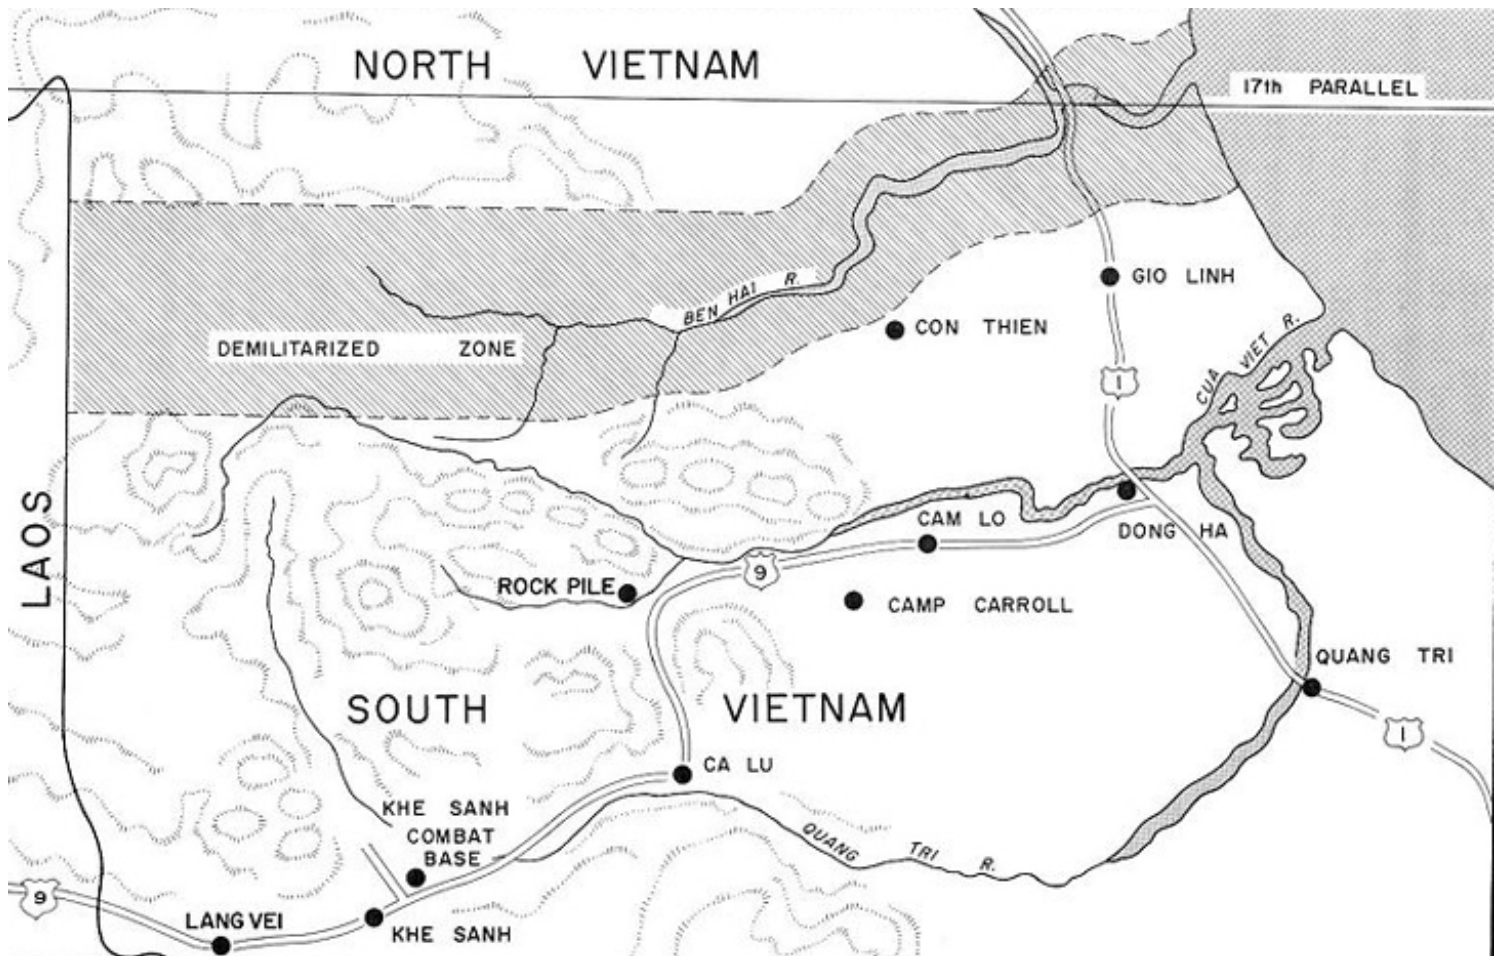 NORTH VIETNAM
17th PARALLEL
GIO LINH
BEN HAI R.
CON THIEN
CUA VIET R.
DEMILITARIZED ZONE
1
LAOS
CAM LO
DONG HA
9
ROCK PILE
CAMP CARROLL
QUANG TRI
SOUTH VIETNAM
1
CA LU
KHE SANH
COMBAT
BASE
QUANG TRI R.
9
LANG VEI
KHE SANH